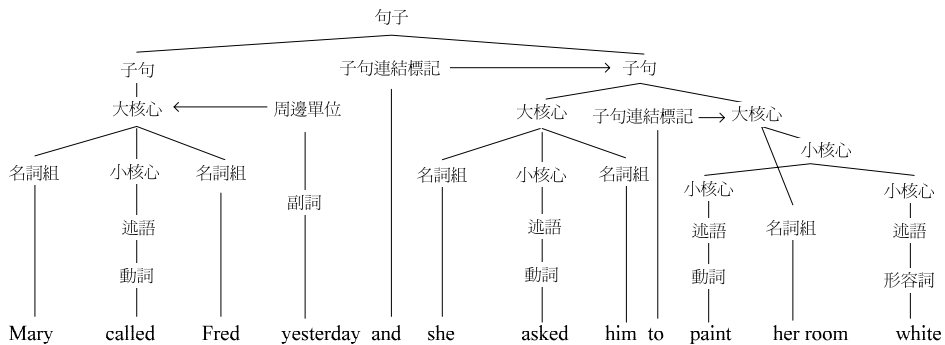 句子
子句 子句連結標記 子句
大核心 周邊單位 大核心 子句連結標記 大核心
小核心
名詞組 小核心 名詞組 名詞組 小核心 名詞組 小核心 小核心
副詞
述語 述語 述語 名詞組 述語
動詞 動詞 動詞 形容詞
Mary called Fred yesterday and she asked him to paint her room white